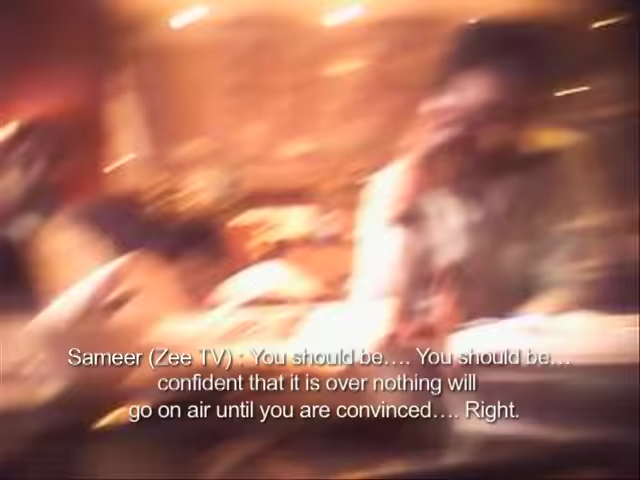 Sameer (Zee TV) : You should be.... You should be...
confident that it is over nothing will
go on air until you are convinced.... Right.